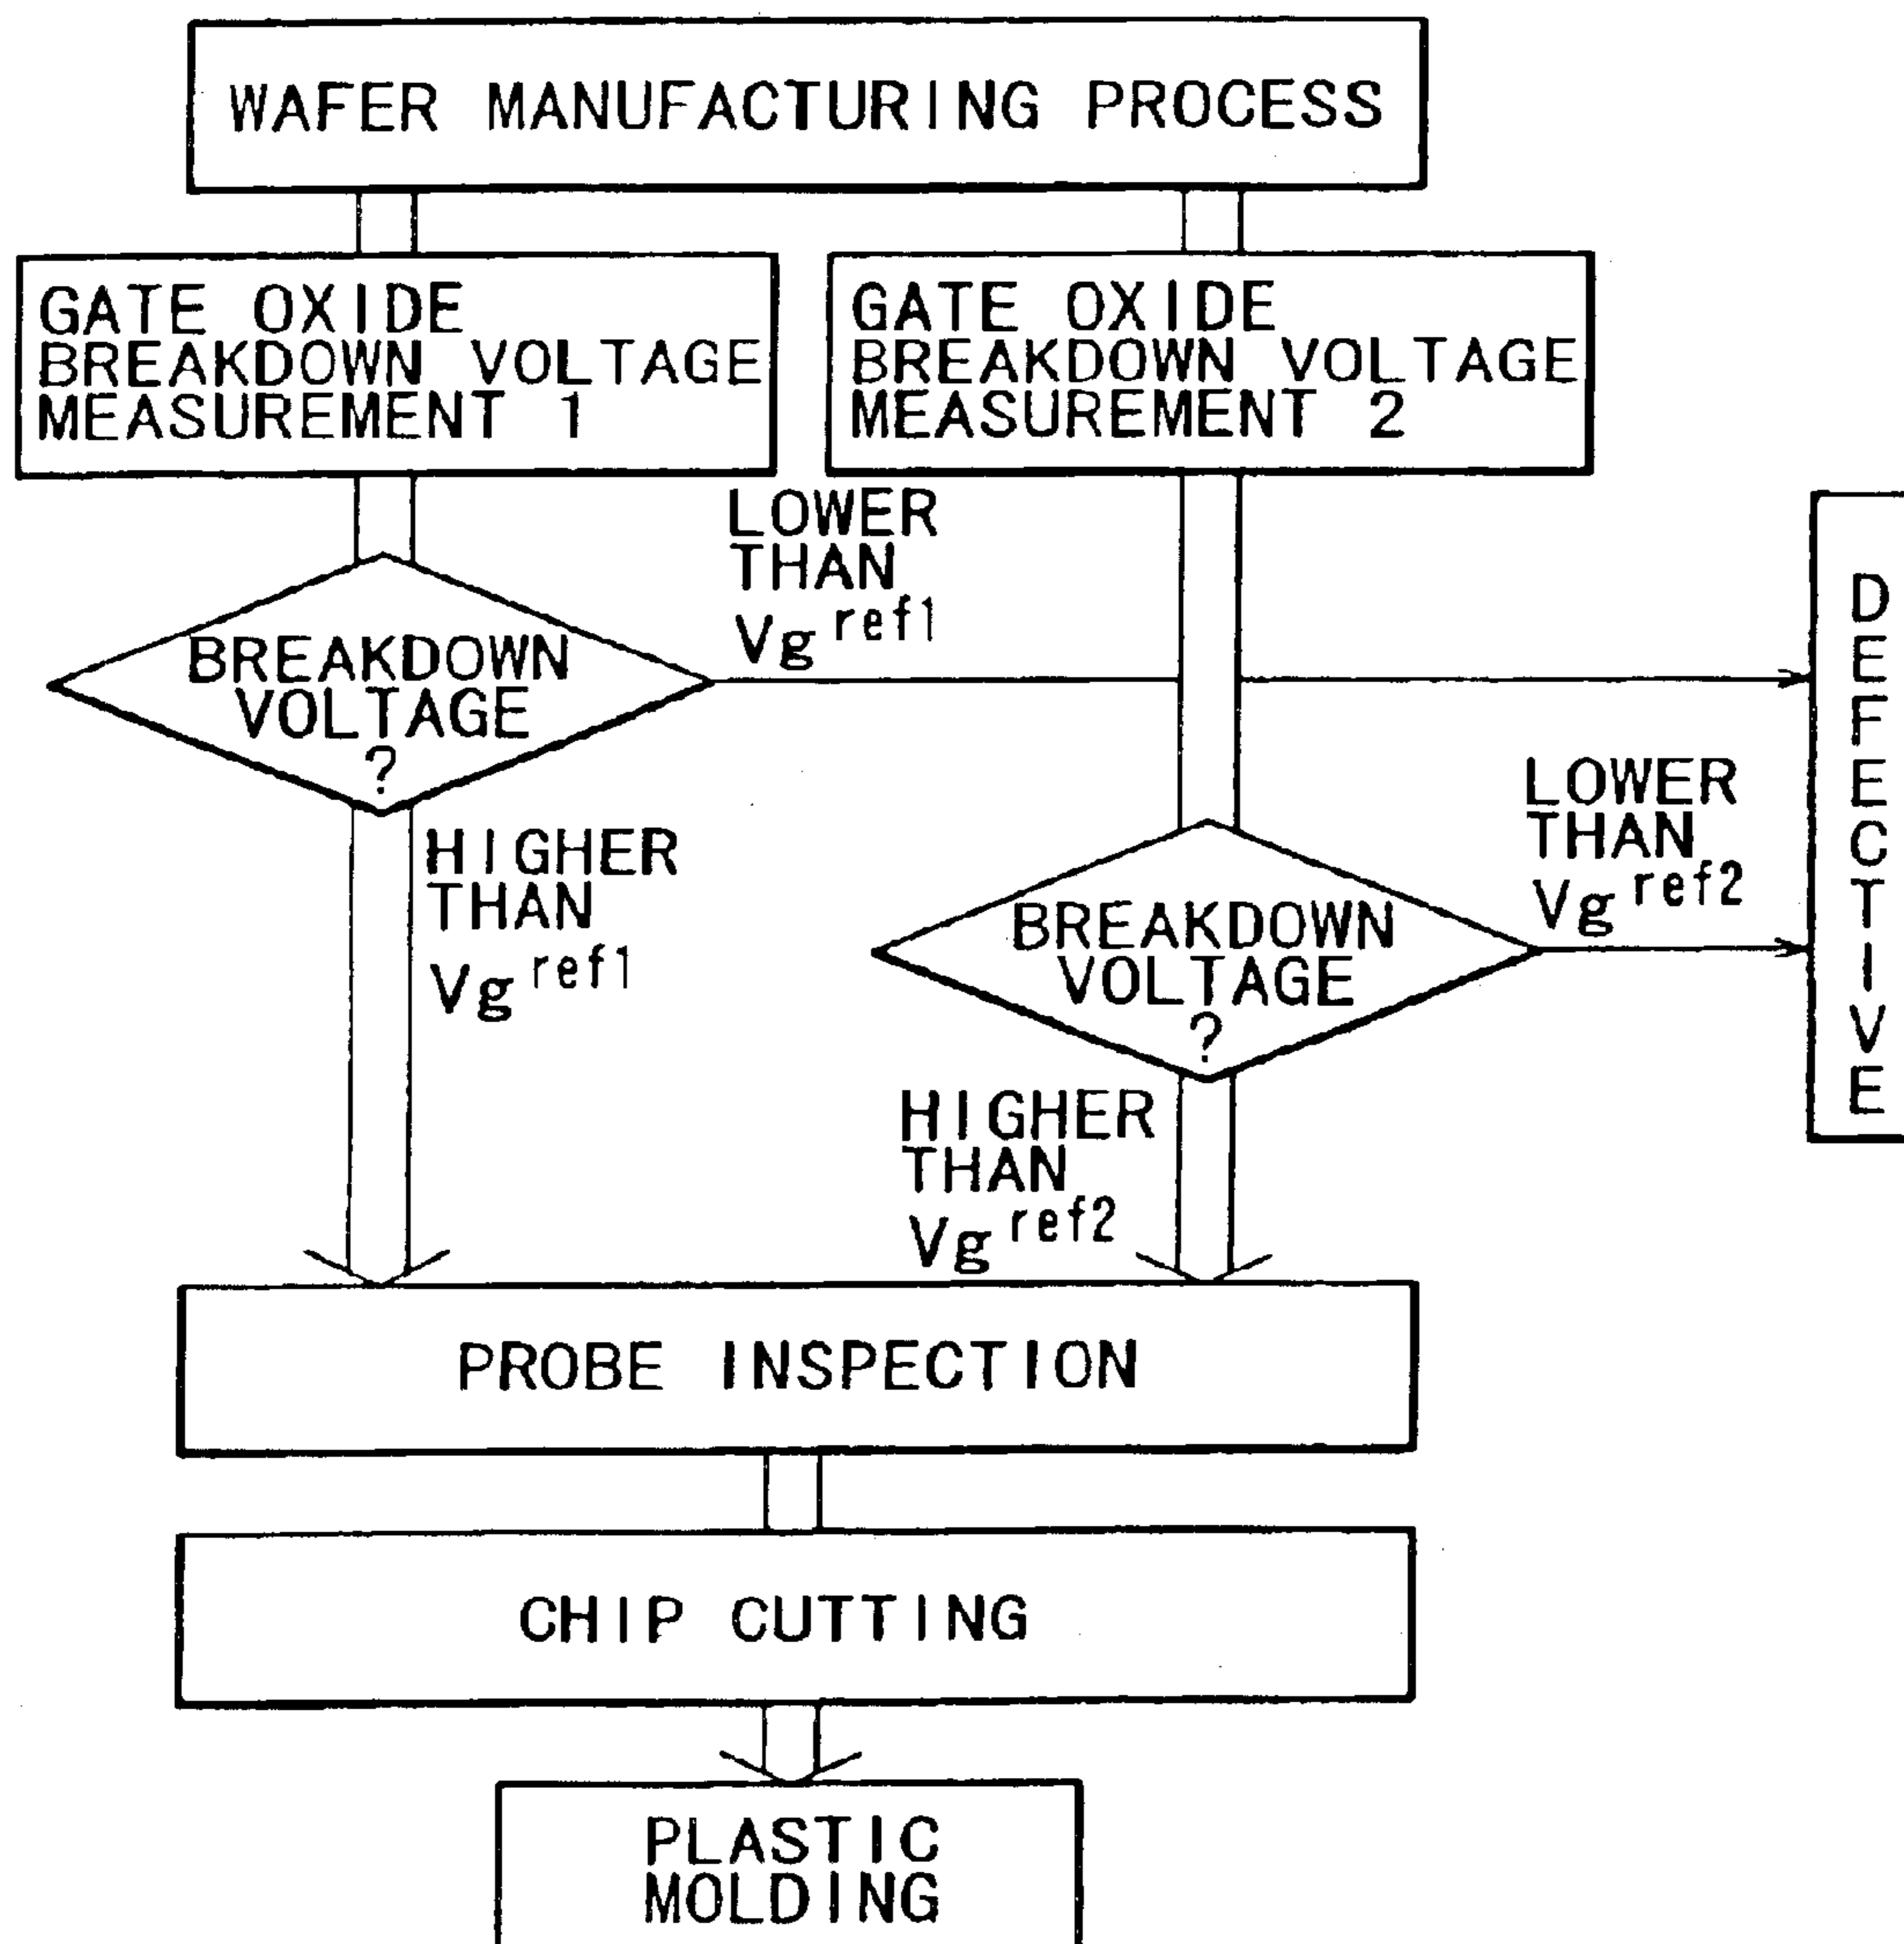 WAFER MANUFACTURING PROCESS
GATE OXIDE
BREAKDOWN VOLTAGE
MEASUREMENT 1
GATE OXIDE
BREAKDOWN VOLTAGE
MEASUREMENT 2
LOWER
THAN
Vg ref1
BREAKDOWN
VOLTAGE
?
HIGHER
THAN
Vg ref1
LOWER
THAN
Vg ref2
BREAKDOWN
VOLTAGE
?
HIGHER
THAN
Vg ref2
DEFECTIVE
PROBE INSPECTION
CHIP CUTTING
PLASTIC
MOLDING